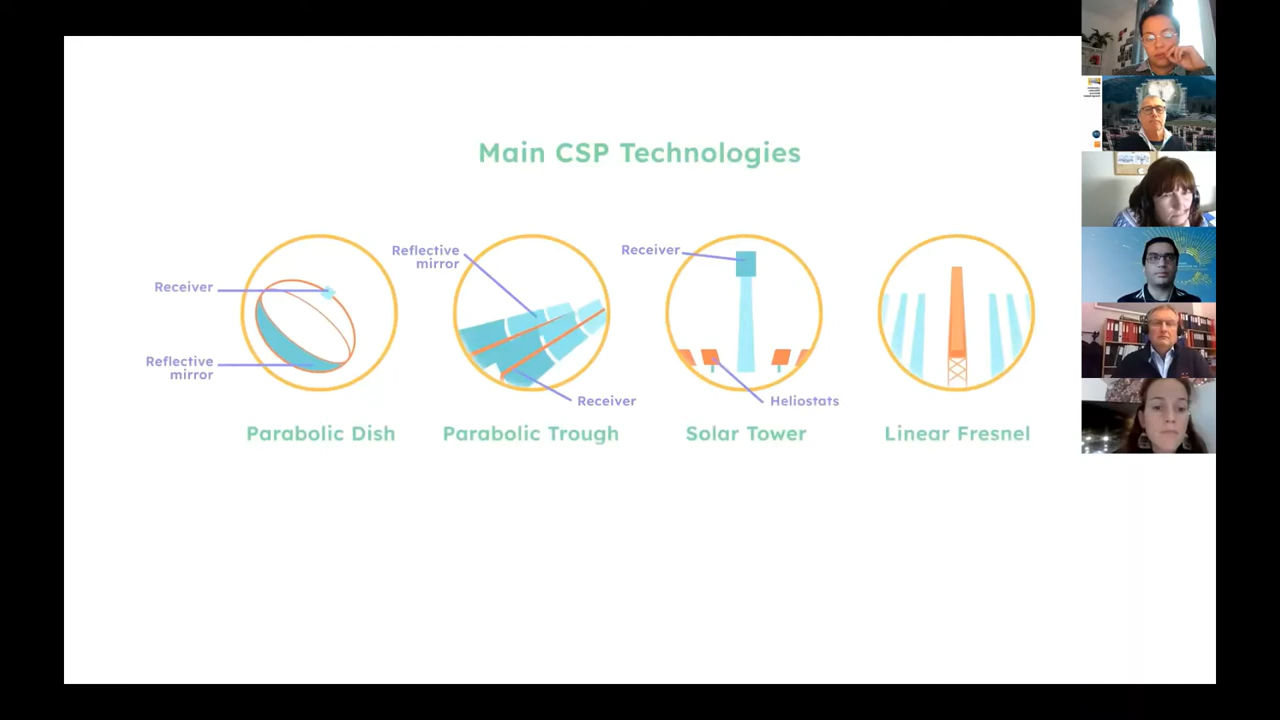 Main CSP Technologies
Receiver
Reflective
mirror
Reflective
mirror
Receiver
Receiver
Heliostats
Parabolic Dish
Parabolic Trough
Solar Tower
Linear Fresnel